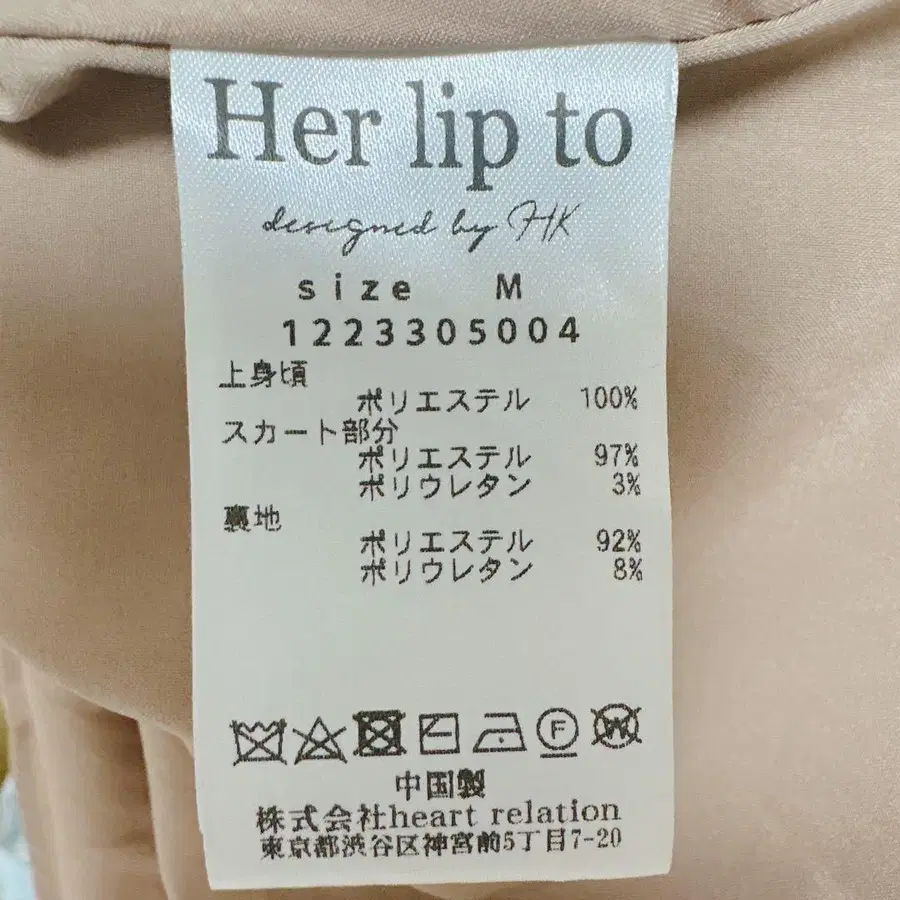 Her lip to
designed by HK
size M
1223305004
上身頃
ポリエステル 100%
スカート部分
ポリエステル 97%
ポリウレタン 3%
裏地
ポリエステル 92%
ポリウレタン 8%
F
W
中国製
株式会社heart relation
東京都渋谷区神宮前5丁目7-20